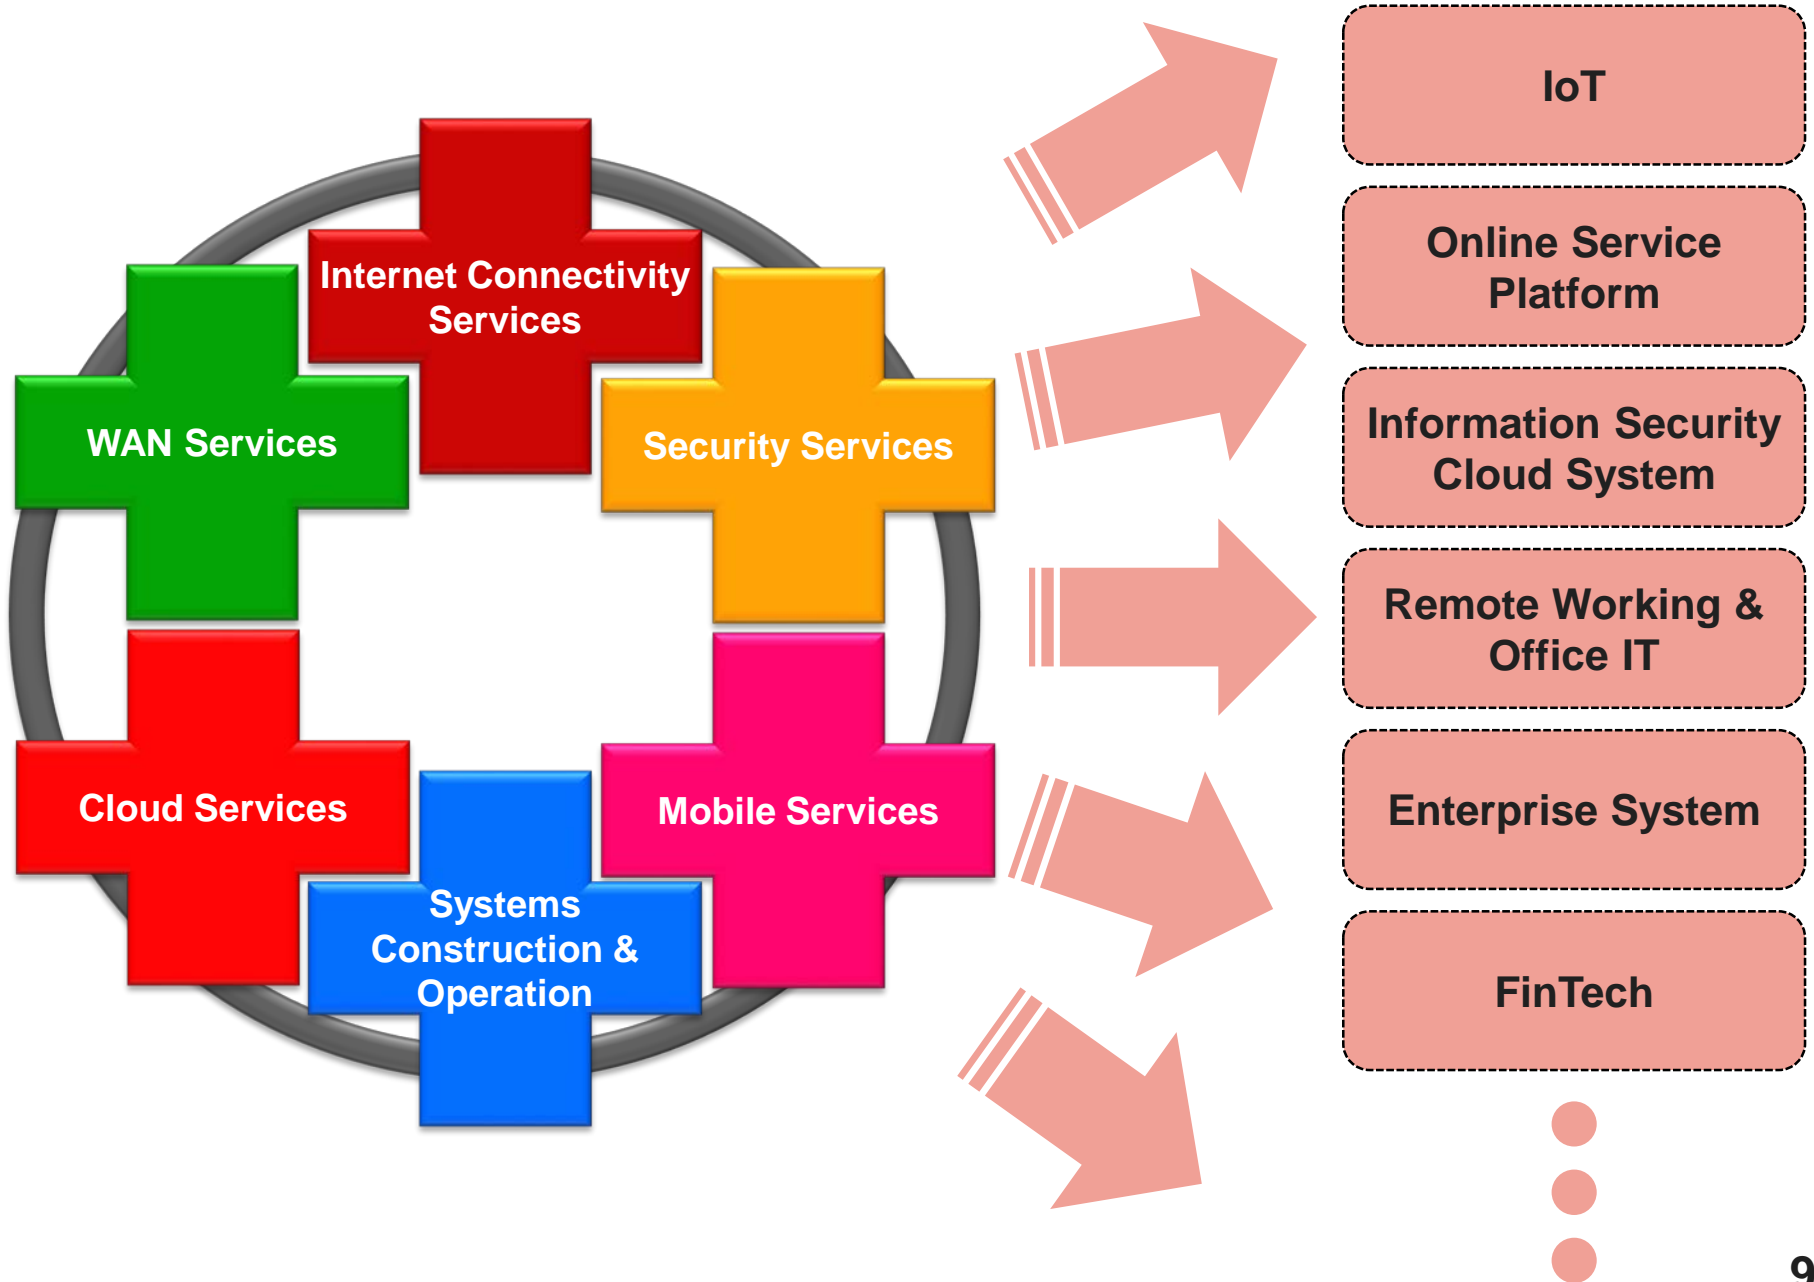 Internet Connectivity
Services
WAN Services
Security Services
Cloud Services
Mobile Services
Systems
Construction &
Operation
IoT
Online Service
Platform
Information Security
Cloud System
Remote Working &
Office IT
Enterprise System
FinTech
9